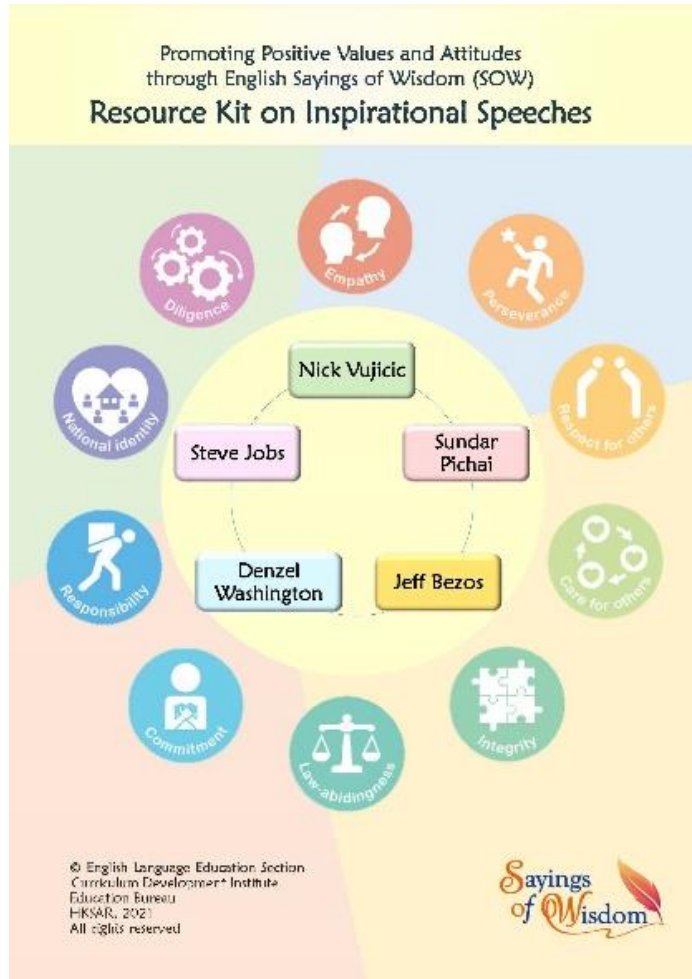 Promoting Positive Values and Attitudes
through English Sayings of Wisdom (SOW)
Resource Kit on Inspirational Speeches
Empathy
Diligence
Perseverance
Nick Vujicic
National identity
Respect for others
Steve Jobs
Sundar
Pichai
Responsibility
Denzel
Washington
Jeff Bezos
Care for others
Commitment
Integrity
Law-abidingness
© English Language Education Section
Curriculum Development Institute
Education Bureau
HKSAR, 2021
All rights reserved
Sayings
of Wisdom